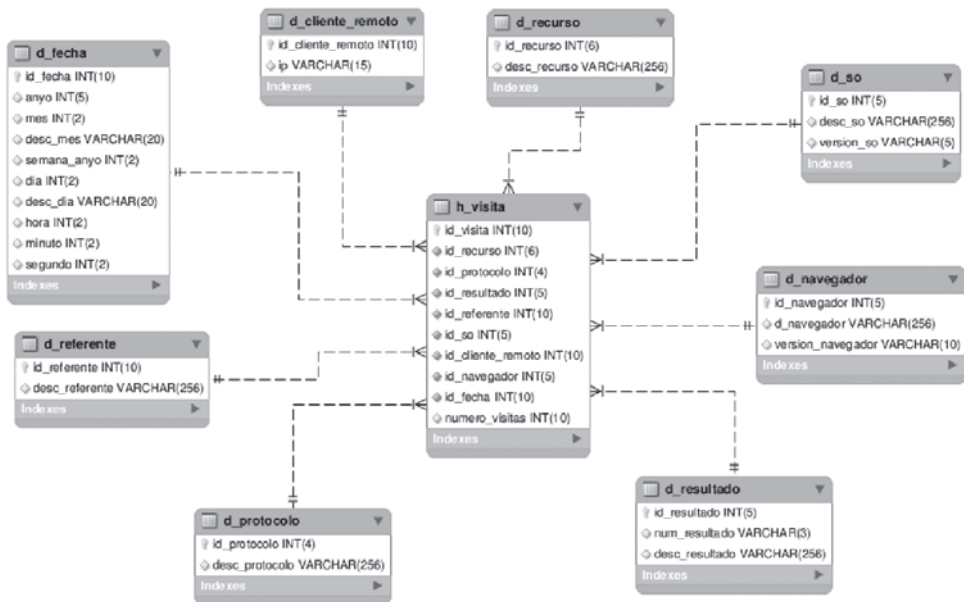 d_fecha
id_fecha INT(10)
anyo INT(5)
mes INT(2)
desc_mes VARCHAR(20)
semana_anyo INT(2)
dia INT(2)
desc_dia VARCHAR(20)
hora INT(2)
minuto INT(2)
segundo INT(2)
Indexes
d_cliente_remoto
id_cliente_remoto INT(10)
ip VARCHAR(15)
Indexes
d_recurso
id_recurso INT(6)
desc_recurso VARCHAR(256)
Indexes
d_so
id_so INT(5)
desc_so VARCHAR(256)
version_so VARCHAR(5)
Indexes
h_visita
id_visita INT(10)
id_recurso INT(6)
id_protocolo INT(4)
id_resultado INT(5)
id_referente INT(10)
id_so INT(5)
id_cliente_remoto INT(10)
id_navegador INT(5)
id_fecha INT(10)
numero_visitas INT(10)
Indexes
d_navegador
id_navegador INT(5)
d_navegador VARCHAR(256)
version_navegador VARCHAR(10)
Indexes
d_referente
id_referente INT(10)
desc_referente VARCHAR(256)
Indexes
d_protocolo
id_protocolo INT(4)
desc_protocolo VARCHAR(256)
Indexes
d_resultado
id_resultado INT(5)
num_resultado VARCHAR(3)
desc_resultado VARCHAR(256)
Indexes